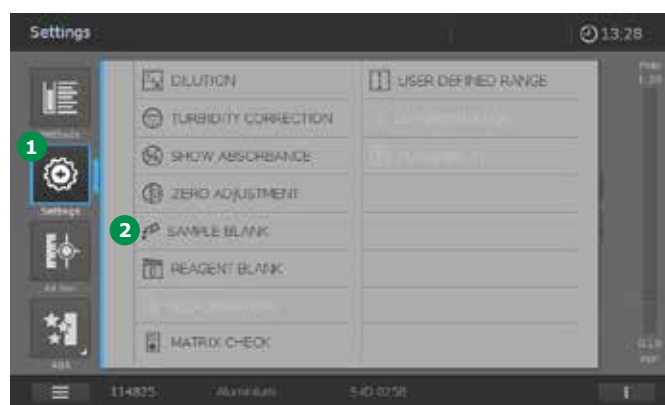 Settings
13:28
DILUTION
USER DEFINED RANGE
TURBIDITY CORRECTION
1
SHOW ABSORBANCE
ZERO ADJUSTMENT
Settings
2 SAMPLE BLANK
REAGENT BLANK
MATRIX CHECK
AQA
114825 Aluminium